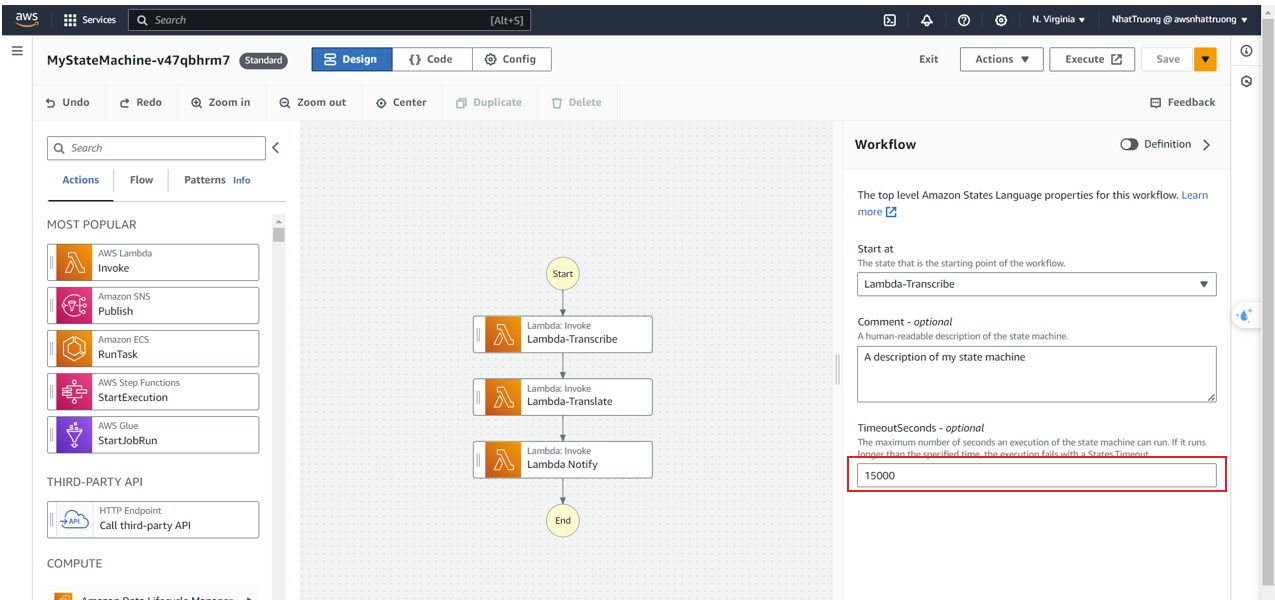 aws
Services
Search
[Alt+S]
N. Virginia
NhatTruong @ awsnhattruong
MyStateMachine-v47qbhrm7
Standard
Design
{} Code
Config
Exit
Actions
Execute
Save
Undo
Redo
Zoom in
Zoom out
Center
Duplicate
Delete
Feedback
Search
Actions
Flow
Patterns Info
MOST POPULAR
AWS Lambda
Invoke
Amazon SNS
Publish
Amazon ECS
RunTask
AWS Step Functions
StartExecution
AWS Glue
StartJobRun
THIRD-PARTY API
API
HTTP Endpoint
Call third-party API
COMPUTE
Amazon Data Lifecycle Manager
Start
Lambda: Invoke
Lambda-Transcribe
Lambda: Invoke
Lambda-Translate
Lambda: Invoke
Lambda Notify
End
Workflow
Definition
The top level Amazon States Language properties for this workflow. Learn
more
Start at
The state that is the starting point of the workflow.
Lambda-Transcribe
Comment - optional
A human-readable description of the state machine.
A description of my state machine
TimeoutSeconds - optional
The maximum number of seconds an execution of the state machine can run. If it runs
longer than the specified time, the execution fails with a States.Timeout
15000